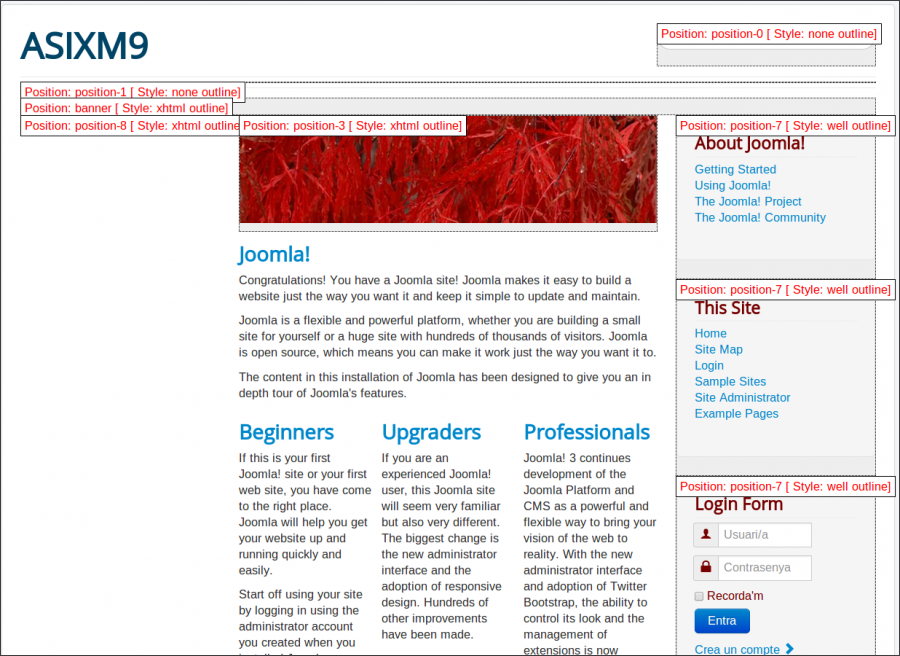 ASIXM9
Position: position-0 [ Style: none outline]
Position: position-1 [ Style: none outline]
Position: banner [ Style: xhtml outline]
Position: position-8 [ Style: xhtml outline
Position: position-3 [ Style: xhtml outline]
Joomla!
Congratulations! You have a Joomla site! Joomla makes it easy to build a
website just the way you want it and keep it simple to update and maintain.
Joomla is a flexible and powerful platform, whether you are building a small
site for yourself or a huge site with hundreds of thousands of visitors. Joomla
is open source, which means you can make it work just the way you want it to.
The content in this installation of Joomla has been designed to give you an in
depth tour of Joomla's features.
Beginners
If this is your first
Joomla! site or your first
web site, you have come
to the right place.
Joomla will help you get
your website up and
running quickly and
easily.
Start off using your site
by logging in using the
administrator account
you created when you
Upgraders
If you are an
experienced Joomla!
user, this Joomla site
will seem very familiar
but also very different.
The biggest change is
the new administrator
interface and the
adoption of responsive
design. Hundreds of
other improvements
have been made.
Professionals
Joomla! 3 continues
development of the
Joomla Platform and
CMS as a powerful and
flexible way to bring your
vision of the web to
reality. With the new
administrator interface
and adoption of Twitter
Bootstrap, the ability to
control its look and the
management of
extensions is now
Position: position-7 [ Style: well outline]
About Joomla!
Getting Started
Using Joomla!
The Joomla! Project
The Joomla! Community
Position: position-7 [ Style: well outline]
This Site
Home
Site Map
Login
Sample Sites
Site Administrator
Example Pages
Position: position-7 [ Style: well outline]
Login Form
Usuari/a
Contrasenya
Recorda'm
Entra
Crea un compte